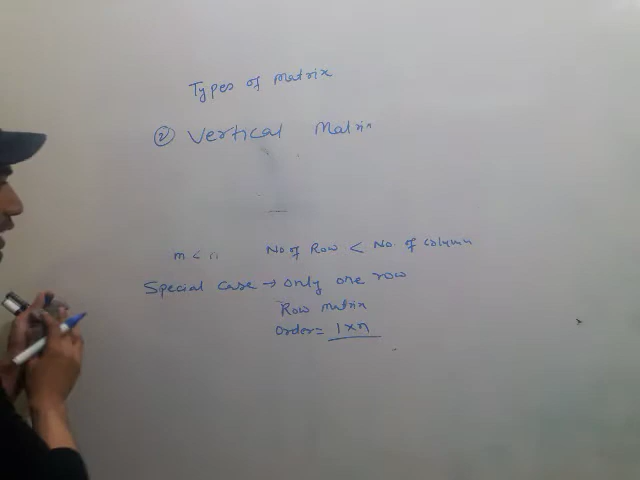 Types of Matrix
② Vertical Matrix
m < n No of Row < No. of column
Special case → only one row
Row matrix
order = 1×n